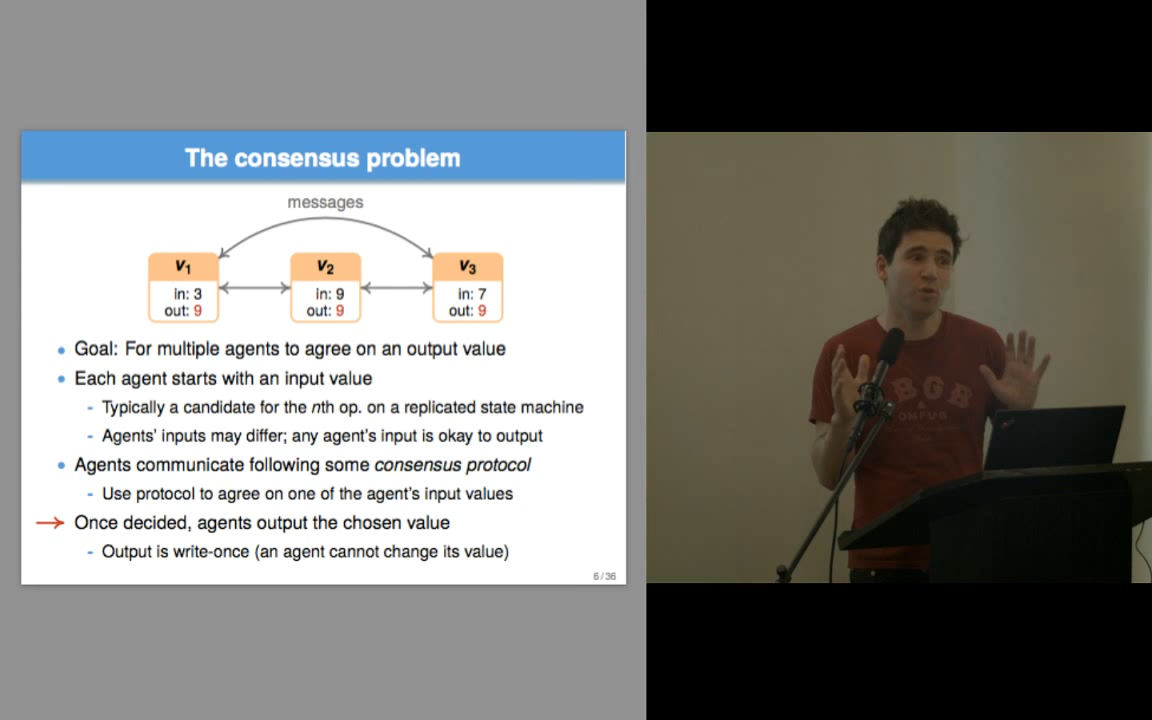 The consensus problem
messages
v1 v2 v3
in: 3 in: 9 in: 7
out: 9 out: 9 out: 9
• Goal: For multiple agents to agree on an output value
• Each agent starts with an input value
- Typically a candidate for the nth op. on a replicated state machine
- Agents' inputs may differ; any agent's input is okay to output
• Agents communicate following some consensus protocol
- Use protocol to agree on one of the agent's input values
→ Once decided, agents output the chosen value
- Output is write-once (an agent cannot change its value)
6 / 36
BGB